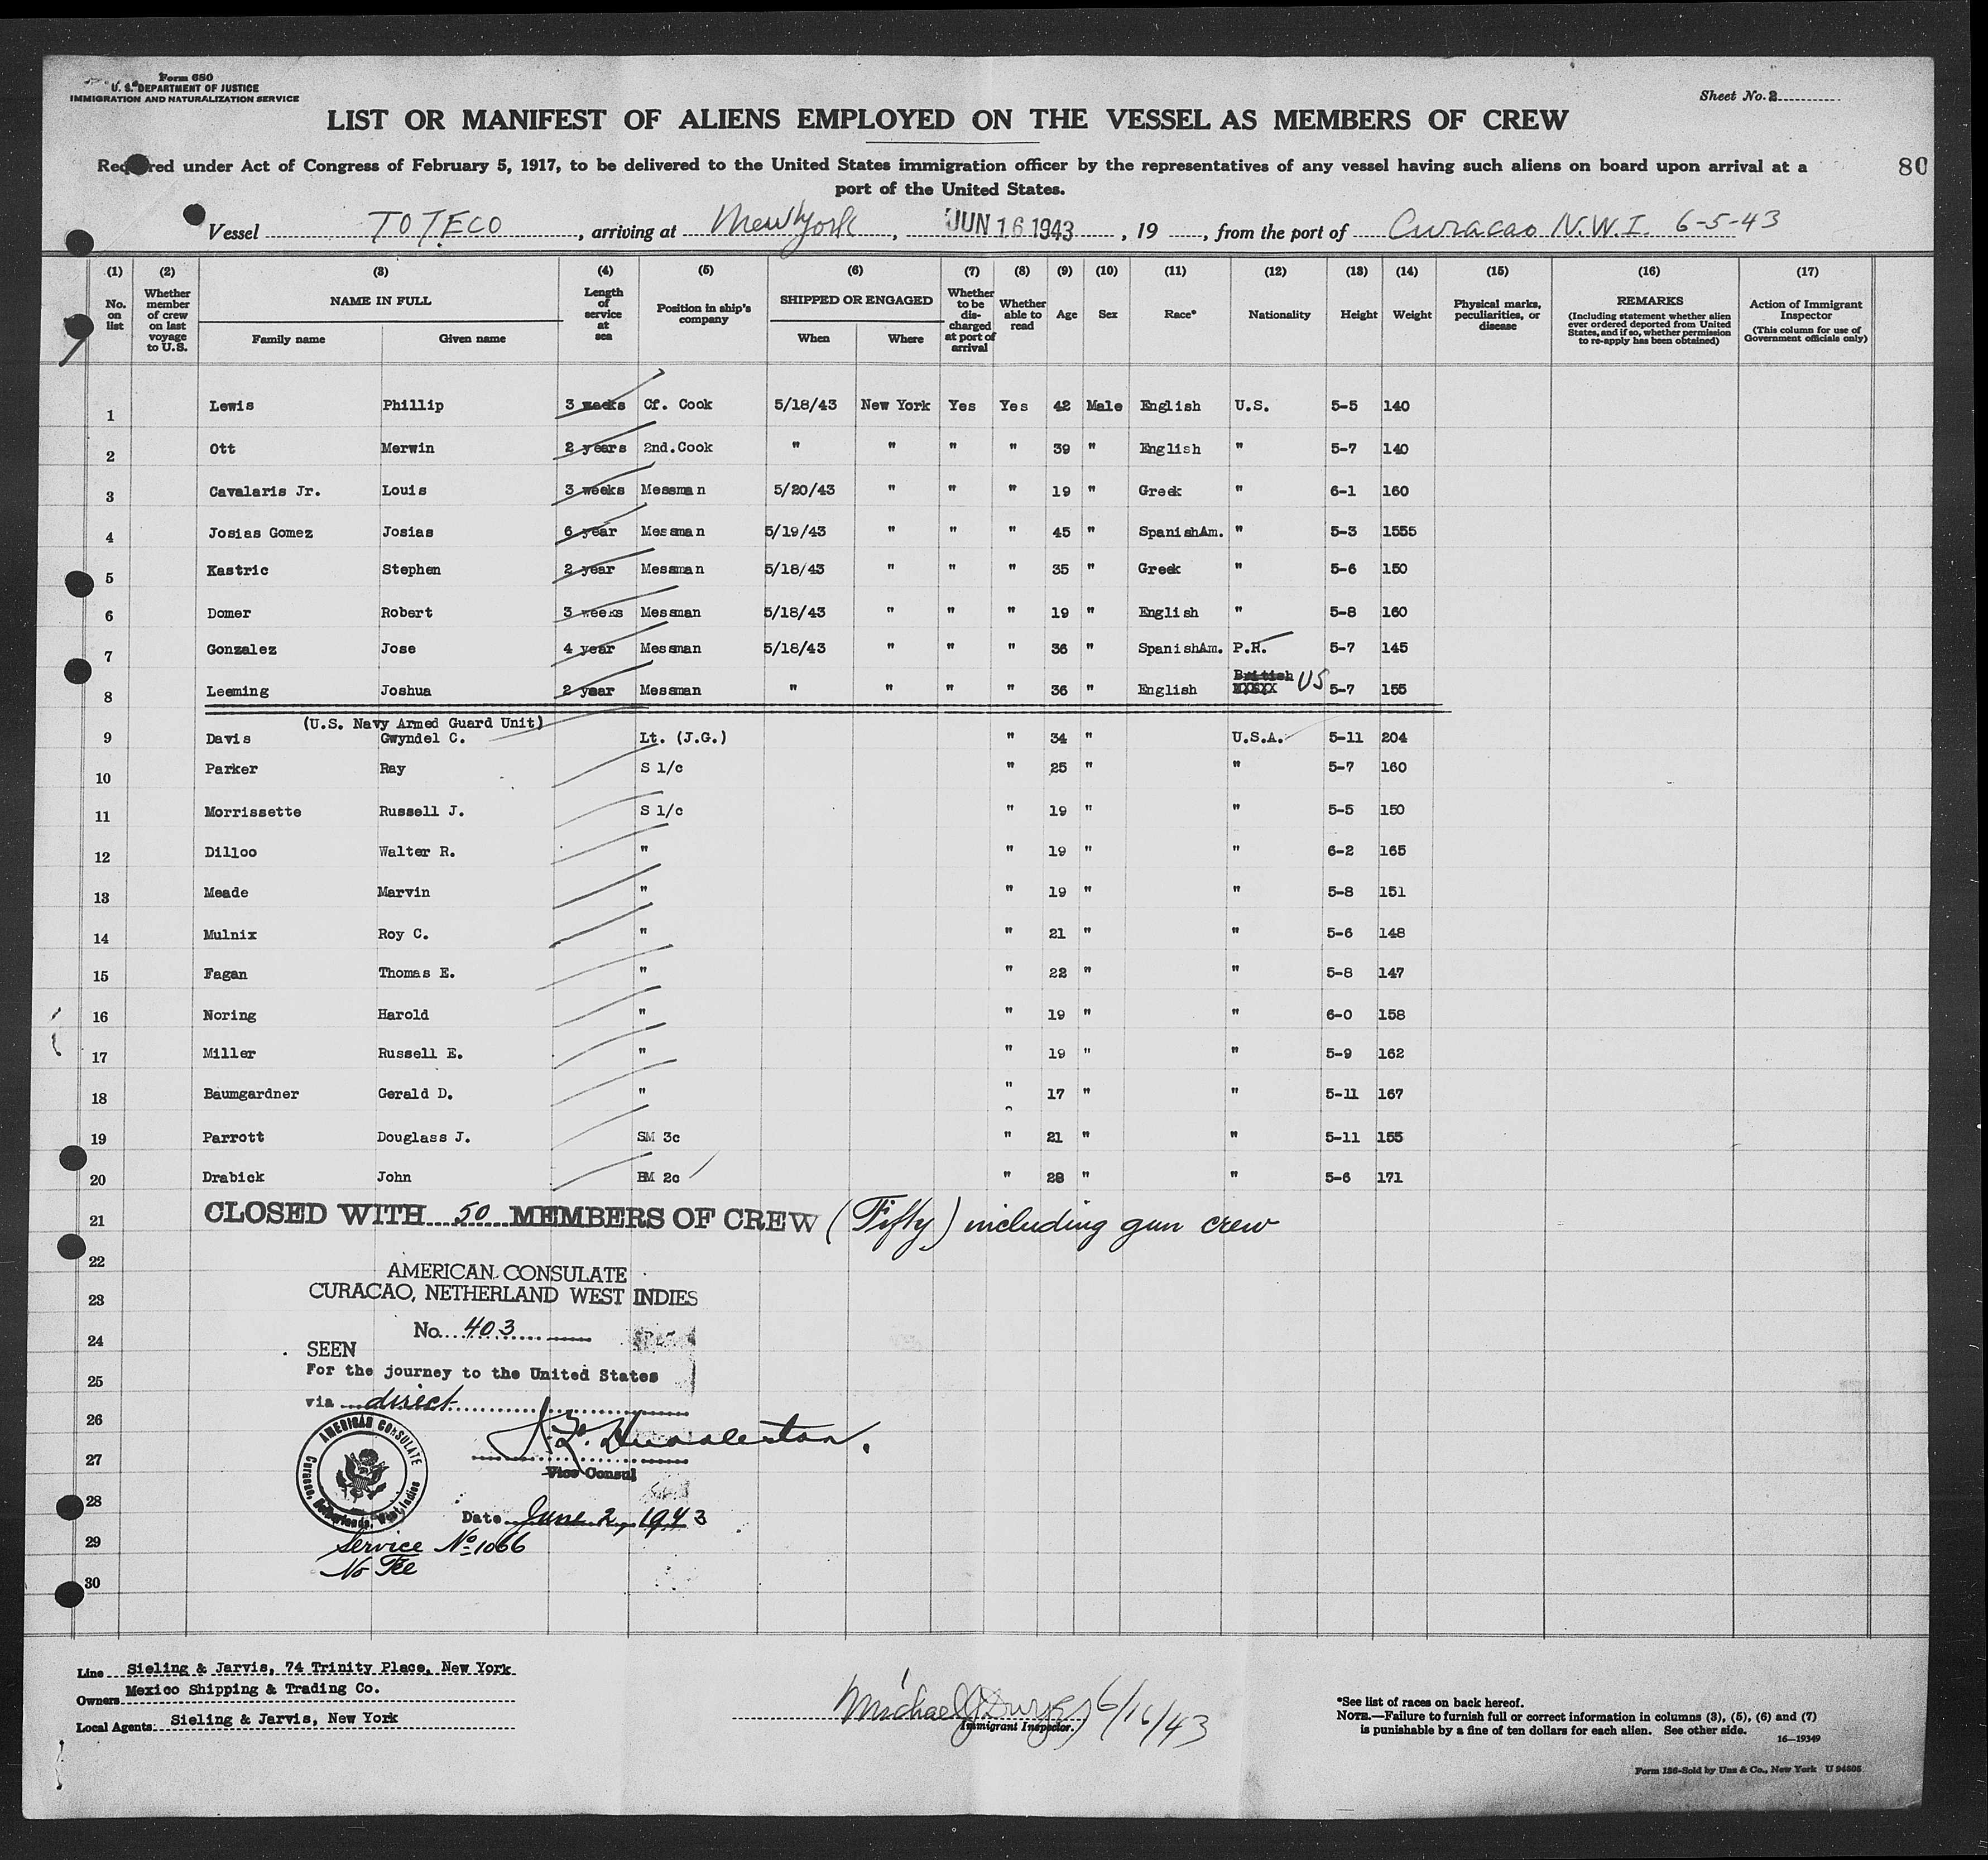 Form 680
U. S. DEPARTMENT OF JUSTICE
IMMIGRATION AND NATURALIZATION SERVICE
Sheet No. 2
LIST OR MANIFEST OF ALIENS EMPLOYED ON THE VESSEL AS MEMBERS OF CREW
Required under Act of Congress of February 5, 1917, to be delivered to the United States immigration officer by the representatives of any vessel having such aliens on board upon arrival at a
port of the United States.
80
Vessel TOTECO, arriving at New York, JUN 16 1943, 19, from the port of Curacao N.W.I. 6-5-43
(1) (2) (3) (4) (5) (6) (7) (8) (9) (10) (11) (12) (13) (14) (15) (16) (17)
No. on list
Whether member of crew on last voyage to U.S.
NAME IN FULL
Family name Given name
Length of service at sea
Position in ship's company
SHIPPED OR ENGAGED
When Where
Whether to be discharged at port of arrival
Whether able to read
Age
Sex
Race*
Nationality
Height
Weight
Physical marks, peculiarities, or disease
REMARKS
(Including statement whether alien ever ordered deported from United States, and if so, whether permission to re-apply has been obtained)
Action of Immigrant Inspector
(This column for use of Government officials only)
1 Lewis Phillip 3 weeks Cf. Cook 5/18/43 New York Yes Yes 42 Male English U.S. 5-5 140
2 Ott Merwin 2 years 2nd.Cook " " " " 39 " English " 5-7 140
3 Cavalaris Jr. Louis 3 weeks Messman 5/20/43 " " " 19 " Greek " 6-1 160
4 Josias Gomez Josias 6 year Messman 5/19/43 " " " 45 " SpanishAm. " 5-3 1555
5 Kastric Stephen 2 year Messman 5/18/43 " " " 35 " Greek " 5-6 150
6 Domer Robert 3 weeks Messman 5/18/43 " " " 19 " English " 5-8 160
7 Gonzalez Jose 4 year Messman 5/18/43 " " " 36 " SpanishAm. P.R. 5-7 145
8 Leeming Joshua 2 year Messman " " " " 36 " English British US 5-7 155
(U.S. Navy Armed Guard Unit)
9 Davis Gwyndel C. Lt. (J.G.) " 34 " U.S.A. 5-11 204
10 Parker Ray S 1/c " 25 " " 5-7 160
11 Morrissette Russell J. S 1/c " 19 " " 5-5 150
12 Dilloo Walter R. " " 19 " " 6-2 165
13 Meade Marvin " " 19 " " 5-8 151
14 Mulnix Roy C. " " 21 " " 5-6 148
15 Fagan Thomas E. " " 22 " " 5-8 147
16 Noring Harold " " 19 " " 6-0 158
17 Miller Russell E. " " 19 " " 5-9 162
18 Baumgardner Gerald D. " " 17 " " 5-11 167
19 Parrott Douglass J. SM 3c " 21 " " 5-11 155
20 Drabick John BM 2c " 28 " " 5-6 171
21 CLOSED WITH 50 MEMBERS OF CREW (Fifty) including gun crew
22
AMERICAN CONSULATE
23 CURACAO, NETHERLAND WEST INDIES
No. 403
24
SEEN
25 For the journey to the United States
via direct
26
27
Vice Consul
AMERICAN CONSULATE
Curacao, Netherlands, West Indies
28
Date June 2, 1943
29 Service No 1066
No Fee
30
Line Sieling & Jarvis, 74 Trinity Place, New York
Owners Mexico Shipping & Trading Co.
Local Agents Sieling & Jarvis, New York
Michael J Dwyer 6/16/43
Immigrant Inspector.
*See list of races on back hereof.
NOTE.—Failure to furnish full or correct information in columns (3), (5), (6) and (7)
is punishable by a fine of ten dollars for each alien. See other side.
16—19349
Form 136-Sold by Unz & Co., New York